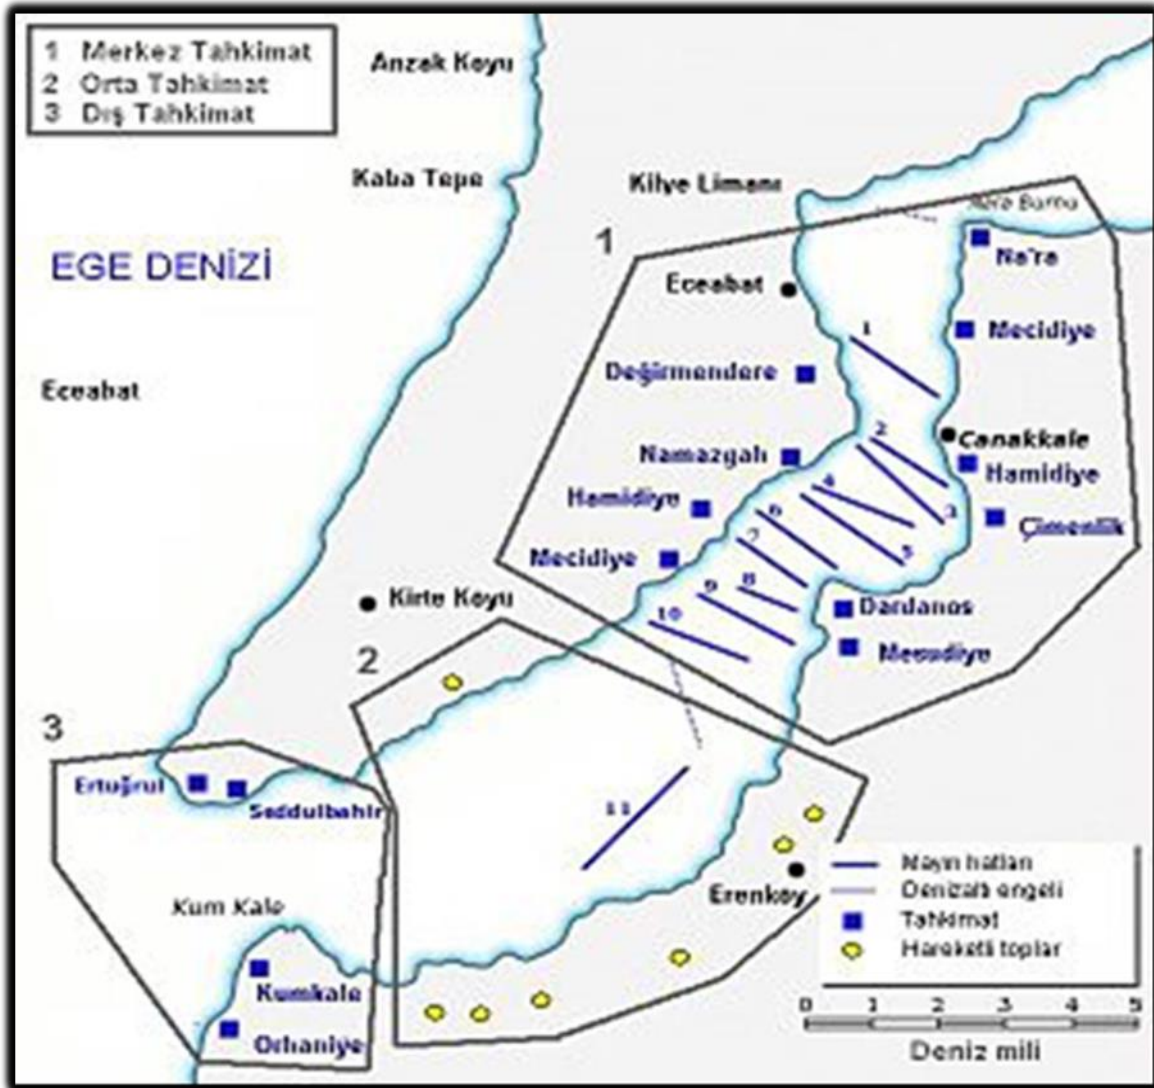 1 Merkez Tahkimat
2 Orta Tahkimat
3 Dış Tahkimat
Anzak Koyu
Kaba Tepe
Kilye Limanı
Nara Burnu
1
EGE DENİZİ
Na'ra
Eceabat
1
Mecidiye
Değirmendere
Eceabat
2
Çanakkale
Namazgah
Hamidiye
4
Hamidiye
6
3
Çimenlik
7
5
Mecidiye
8
9
Kirte Koyu
10
Dardanos
2
Mesudiye
3
Ertuğrul
Seddulbahir
11
Mayın hatları
Erenkoy
Denizaltı engeli
Kum Kale
Tahkimat
Hareketli toplar
Kumkale
0 1 2 3 4 5
Orhaniye
Deniz mili